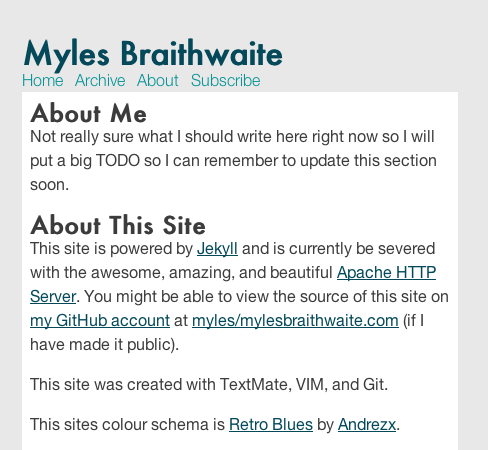 Myles Braithwaite
Home Archive About Subscribe
About Me
Not really sure what I should write here right now so I will
put a big TODO so I can remember to update this section
soon.
About This Site
This site is powered by Jekyll and is currently be severed
with the awesome, amazing, and beautiful Apache HTTP
Server. You might be able to view the source of this site on
my GitHub account at myles/mylesbraithwaite.com (if I
have made it public).
This site was created with TextMate, VIM, and Git.
This sites colour schema is Retro Blues by Andrezx.